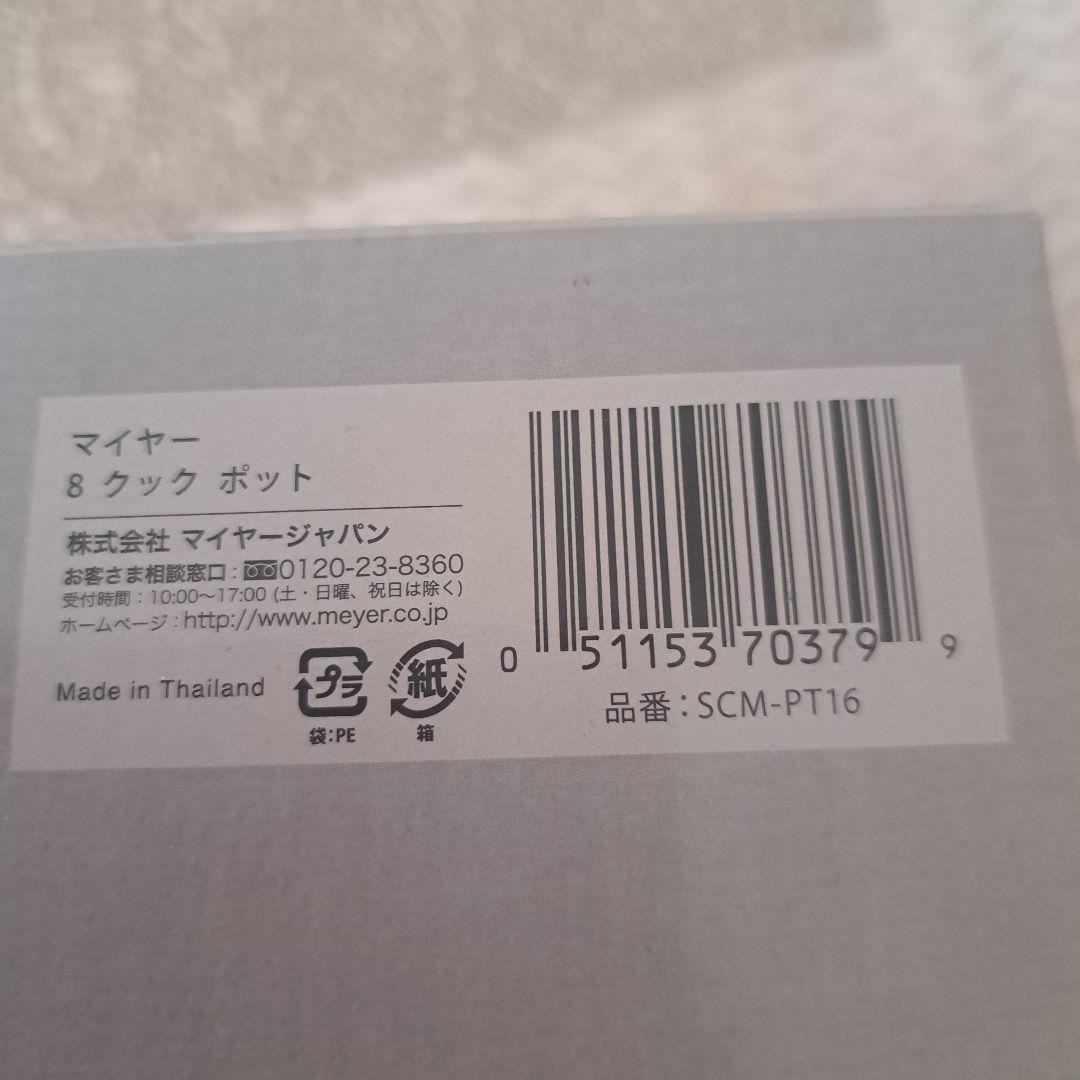 マイヤー
8 クック ポット
株式会社 マイヤージャパン
お客さま相談窓口:0120-23-8360
受付時間:10:00〜17:00 (土・日曜、祝日は除く)
ホームページ:http://www.meyer.co.jp
Made in Thailand
プラ
袋:PE
紙
箱
0 51153 70379 9
品番:SCM-PT16